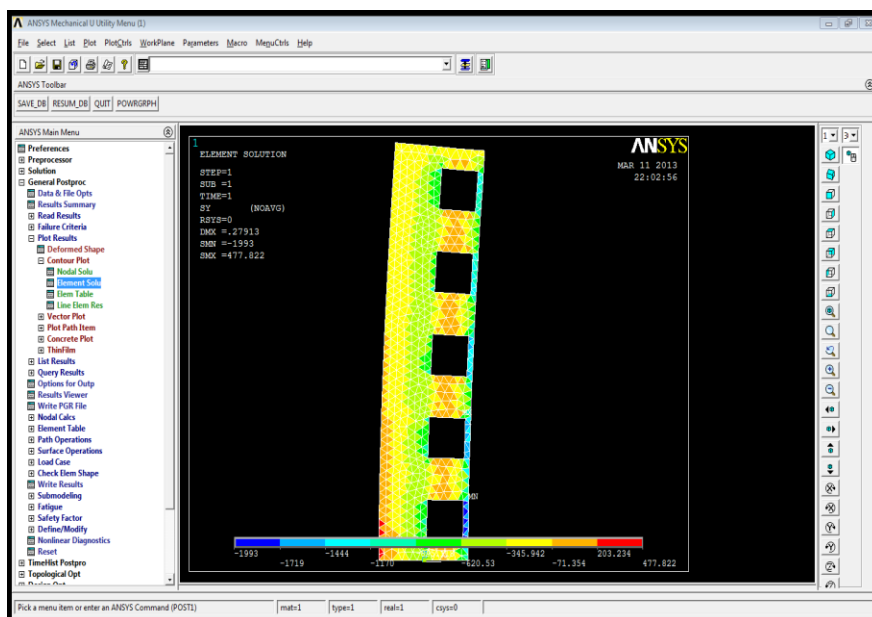 ANSYS Mechanical U Utility Menu (1)
File Select List Plot PlotCtrls WorkPlane Parameters Macro MenuCtrls Help
ANSYS Toolbar
SAVE_DB RESUM_DB QUIT POWRGRPH
ANSYS Main Menu
Preferences
Preprocessor
Solution
General Postproc
Data & File Opts
Results Summary
Read Results
Failure Criteria
Plot Results
Deformed Shape
Contour Plot
Nodal Solu
Element Solu
Elem Table
Line Elem Res
Vector Plot
Plot Path Item
Concrete Plot
ThinFilm
List Results
Query Results
Options for Outp
Results Viewer
Write PGR File
Nodal Calcs
Element Table
Path Operations
Surface Operations
Load Case
Check Elem Shape
Write Results
Submodeling
Fatigue
Safety Factor
Define/Modify
Nonlinear Diagnostics
Reset
TimeHist Postpro
Topological Opt
1
ELEMENT SOLUTION
STEP=1
SUB =1
TIME=1
SY (NOAVG)
RSYS=0
DMX =.27913
SMN =-1993
SMX =477.822
ANSYS
MAR 11 2013
22:02:56
MN
-1993 -1444 -345.942 203.234
-1719 -1170 -620.53 -71.354 477.822
1 3
Pick a menu item or enter an ANSYS Command (POST1) mat=1 type=1 real=1 csys=0